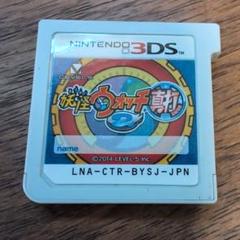 NINTENDO 3DS™
妖怪ウォッチ 真打
2
name
©2014 LEVEL-5 Inc.
LNA-CTR-BYSJ-JPN